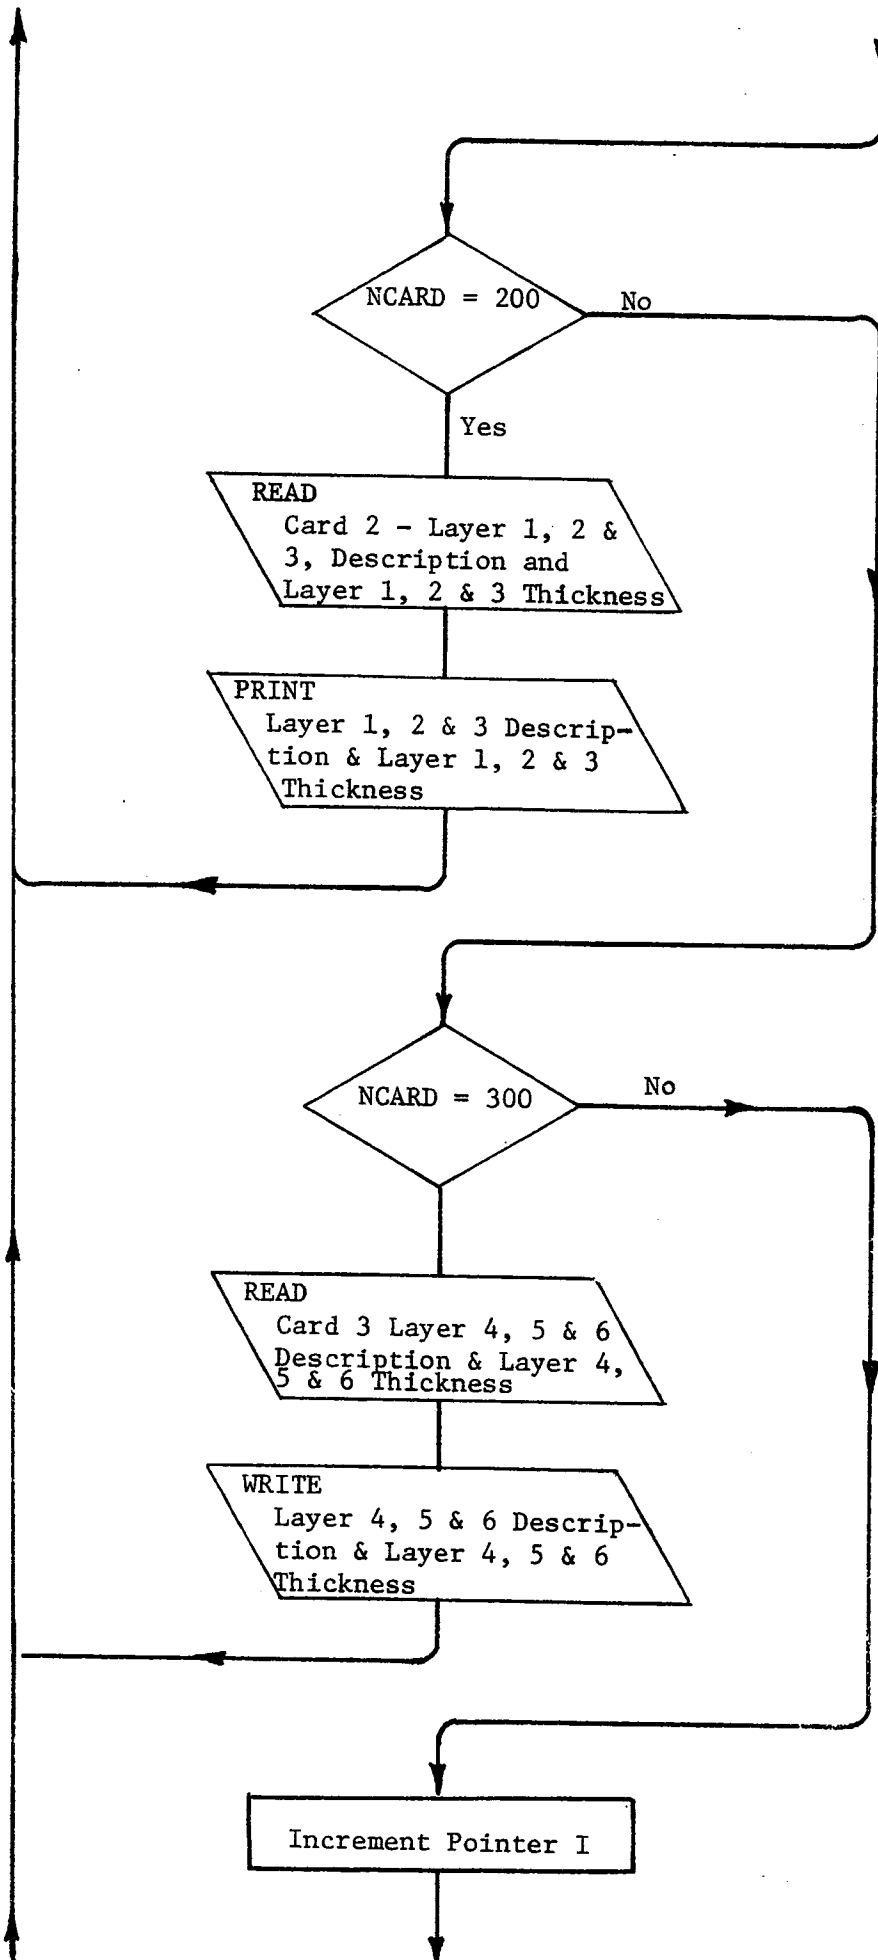 NCARD = 200
No
Yes
READ
Card 2 - Layer 1, 2 &
3, Description and
Layer 1, 2 & 3 Thickness
PRINT
Layer 1, 2 & 3 Descrip-
tion & Layer 1, 2 & 3
Thickness
NCARD = 300
No
READ
Card 3 Layer 4, 5 & 6
Description & Layer 4,
5 & 6 Thickness
WRITE
Layer 4, 5 & 6 Descrip-
tion & Layer 4, 5 & 6
Thickness
Increment Pointer I